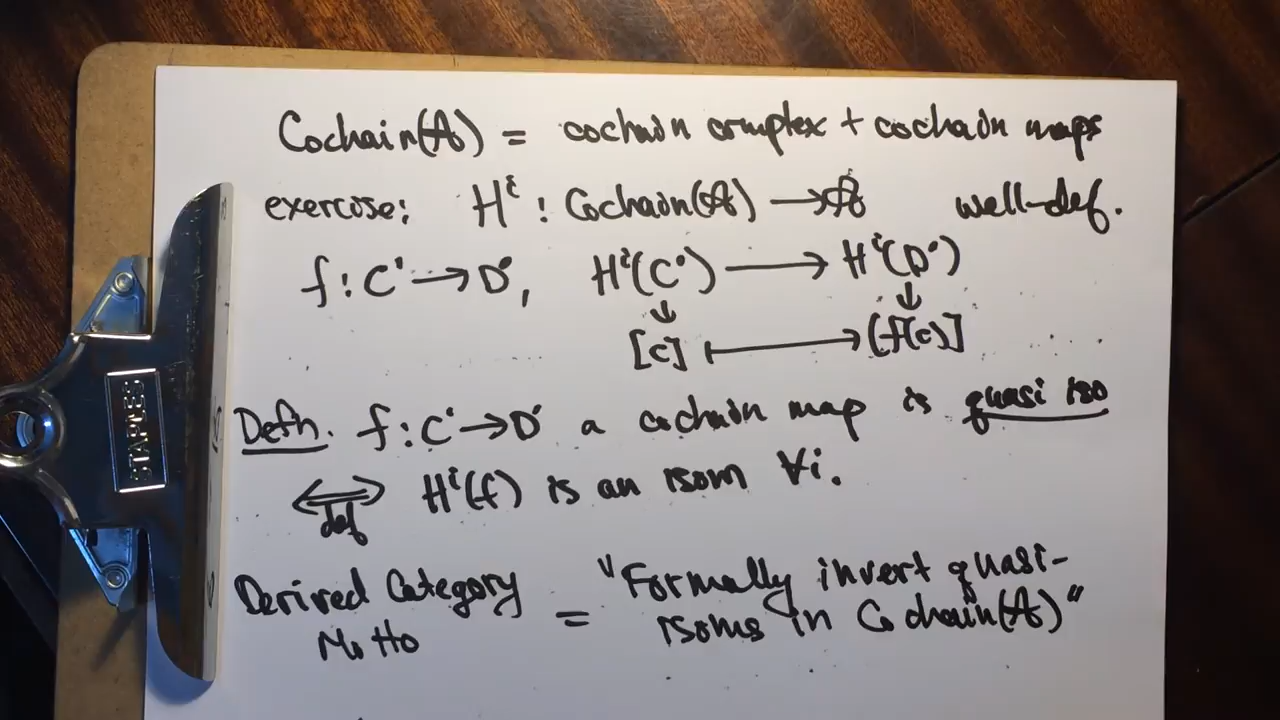 Cochain(A) = cochain complex + cochain maps
exercise: H^i : Cochain(A) → A well-def.
f : C^• → D^•, H^i(C^•) ⟶ H^i(D^•)
↓ ↓
[c] ⟼ [f(c)]
Defn. f : C^• → D^• a cochain map is quasi iso
⟺ def H^i(f) is an isom ∀i.
Derived Category Motto = "Formally invert quasi-
isoms in Cochain(A)"
STAPLES